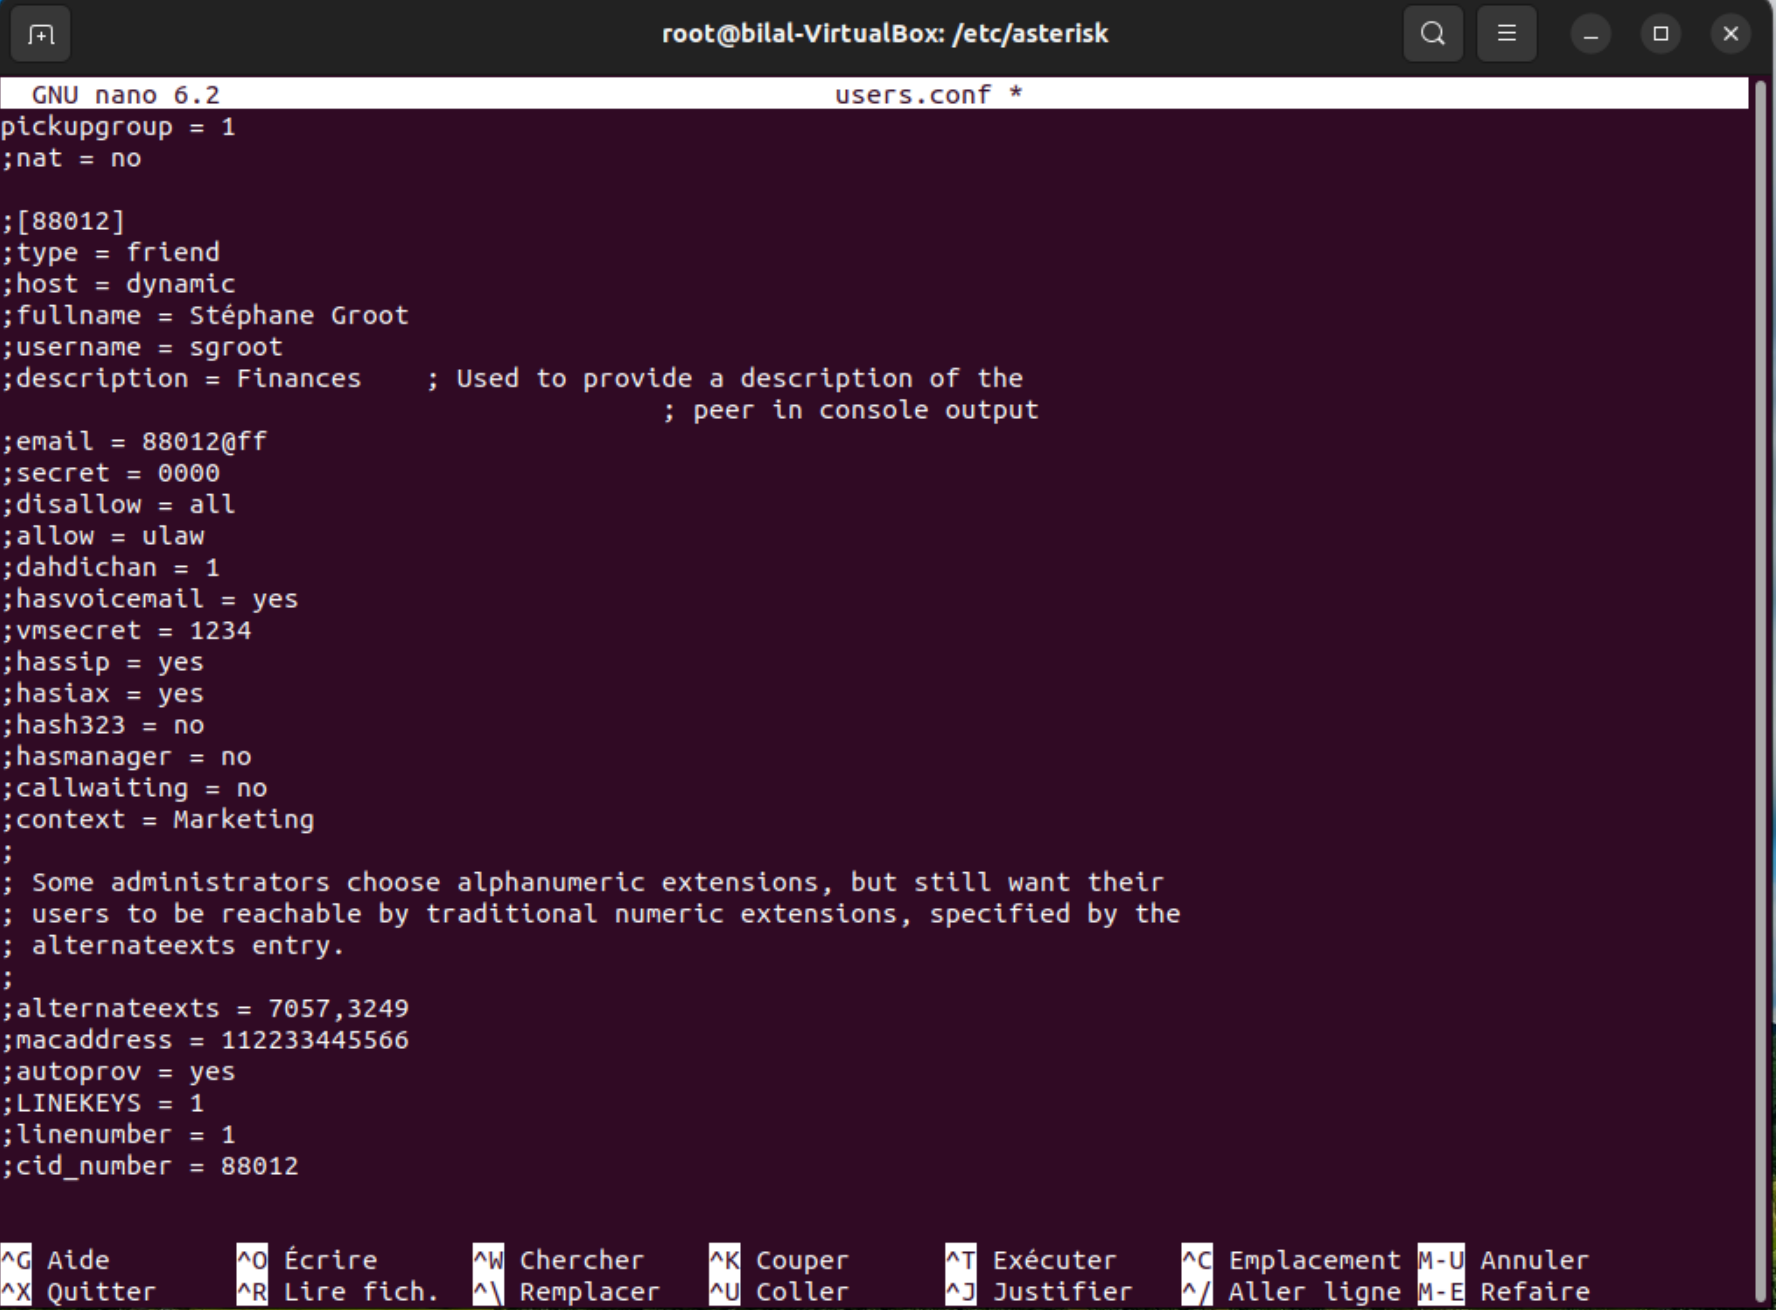 root@bilal-VirtualBox: /etc/asterisk
GNU nano 6.2 users.conf *
pickupgroup = 1
;nat = no
;[88012]
;type = friend
;host = dynamic
;fullname = Stéphane Groot
;username = sgroot
;description = Finances    ; Used to provide a description of the
; peer in console output
;email = 88012@ff
;secret = 0000
;disallow = all
;allow = ulaw
;dahdichan = 1
;hasvoicemail = yes
;vmsecret = 1234
;hassip = yes
;hasiax = yes
;hash323 = no
;hasmanager = no
;callwaiting = no
;context = Marketing
;
; Some administrators choose alphanumeric extensions, but still want their
; users to be reachable by traditional numeric extensions, specified by the
; alternateexts entry.
;
;alternateexts = 7057,3249
;macaddress = 112233445566
;autoprov = yes
;LINEKEYS = 1
;linenumber = 1
;cid_number = 88012
^G Aide ^O Écrire ^W Chercher ^K Couper ^T Exécuter ^C Emplacement M-U Annuler
^X Quitter ^R Lire fich. ^\ Remplacer ^U Coller ^J Justifier ^/ Aller ligne M-E Refaire